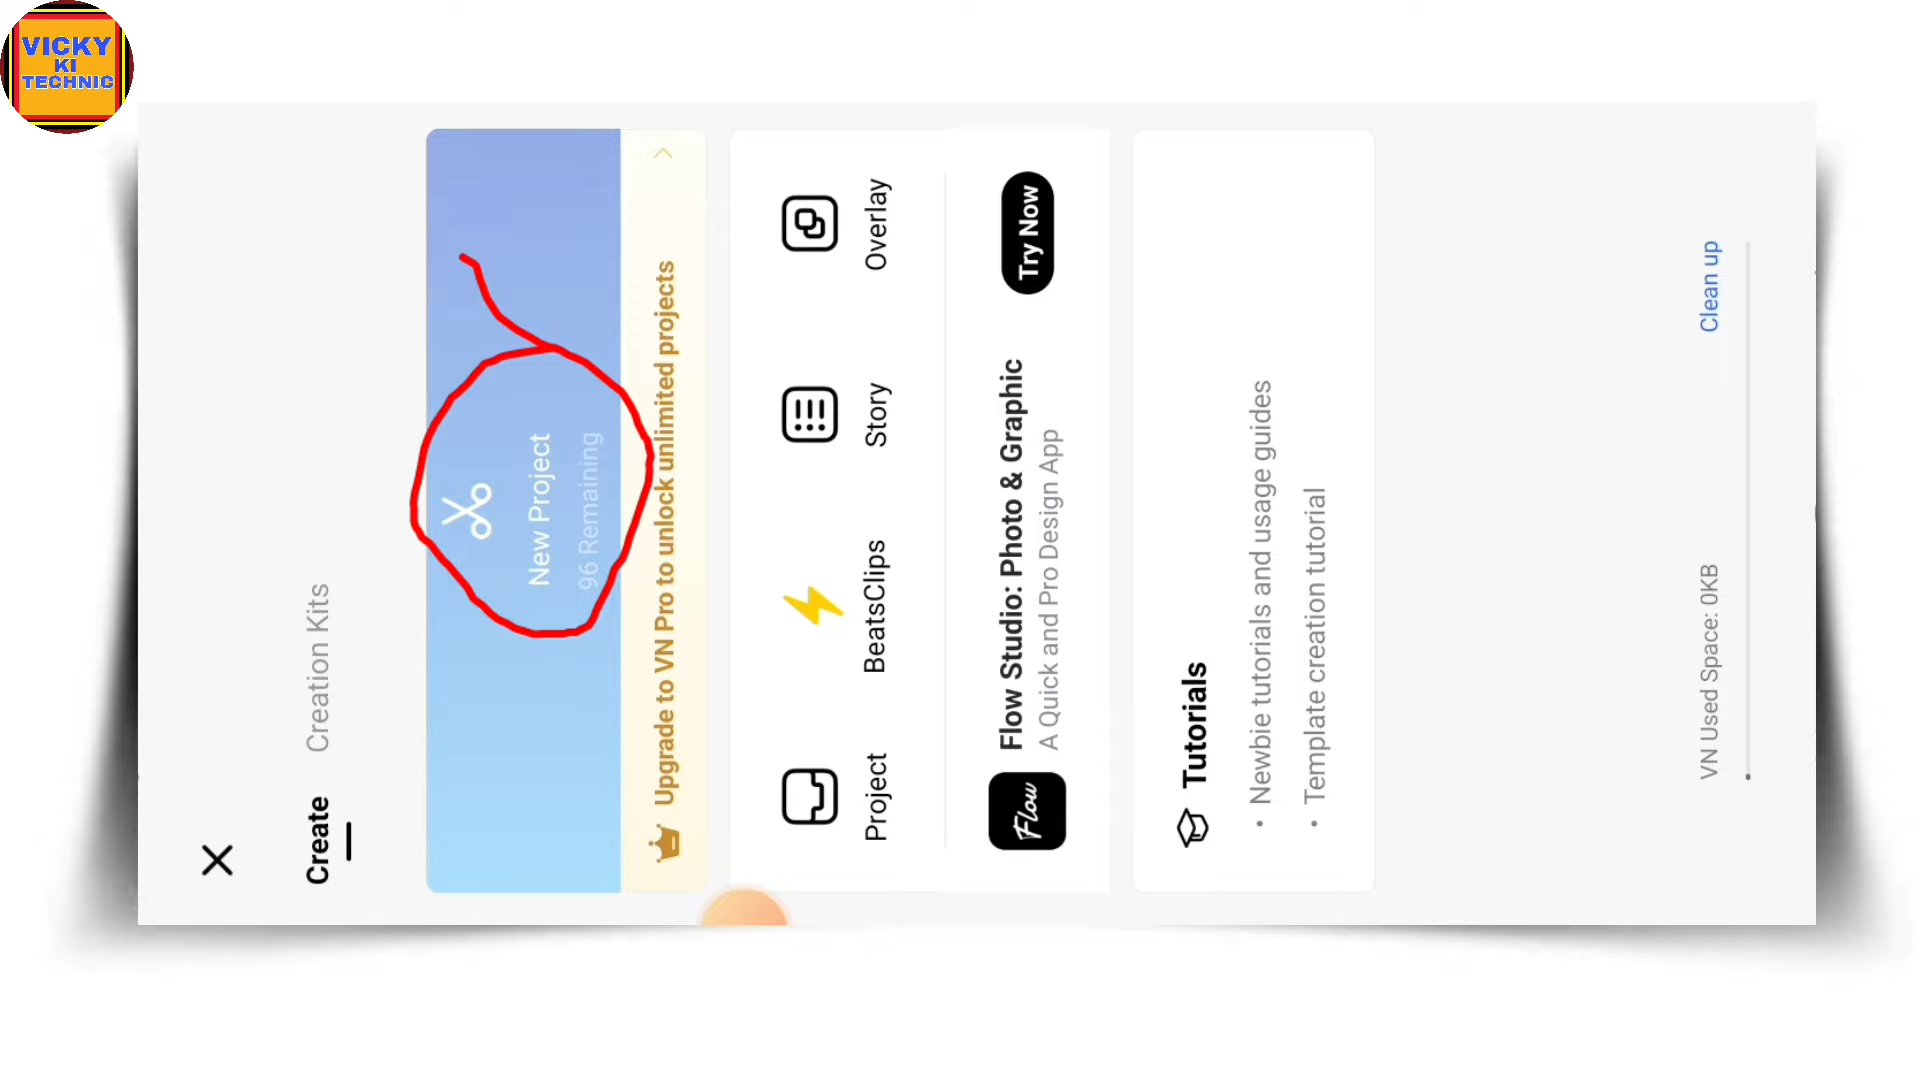 VICKY
KI
TECHNIC
Create Creation Kits
New Project
96 Remaining
Upgrade to VN Pro to unlock unlimited projects
Project BeatsClips Story Overlay
Flow
Flow Studio: Photo & Graphic
A Quick and Pro Design App
Try Now
Tutorials
• Newbie tutorials and usage guides
• Template creation tutorial
VN Used Space: 0KB Clean up